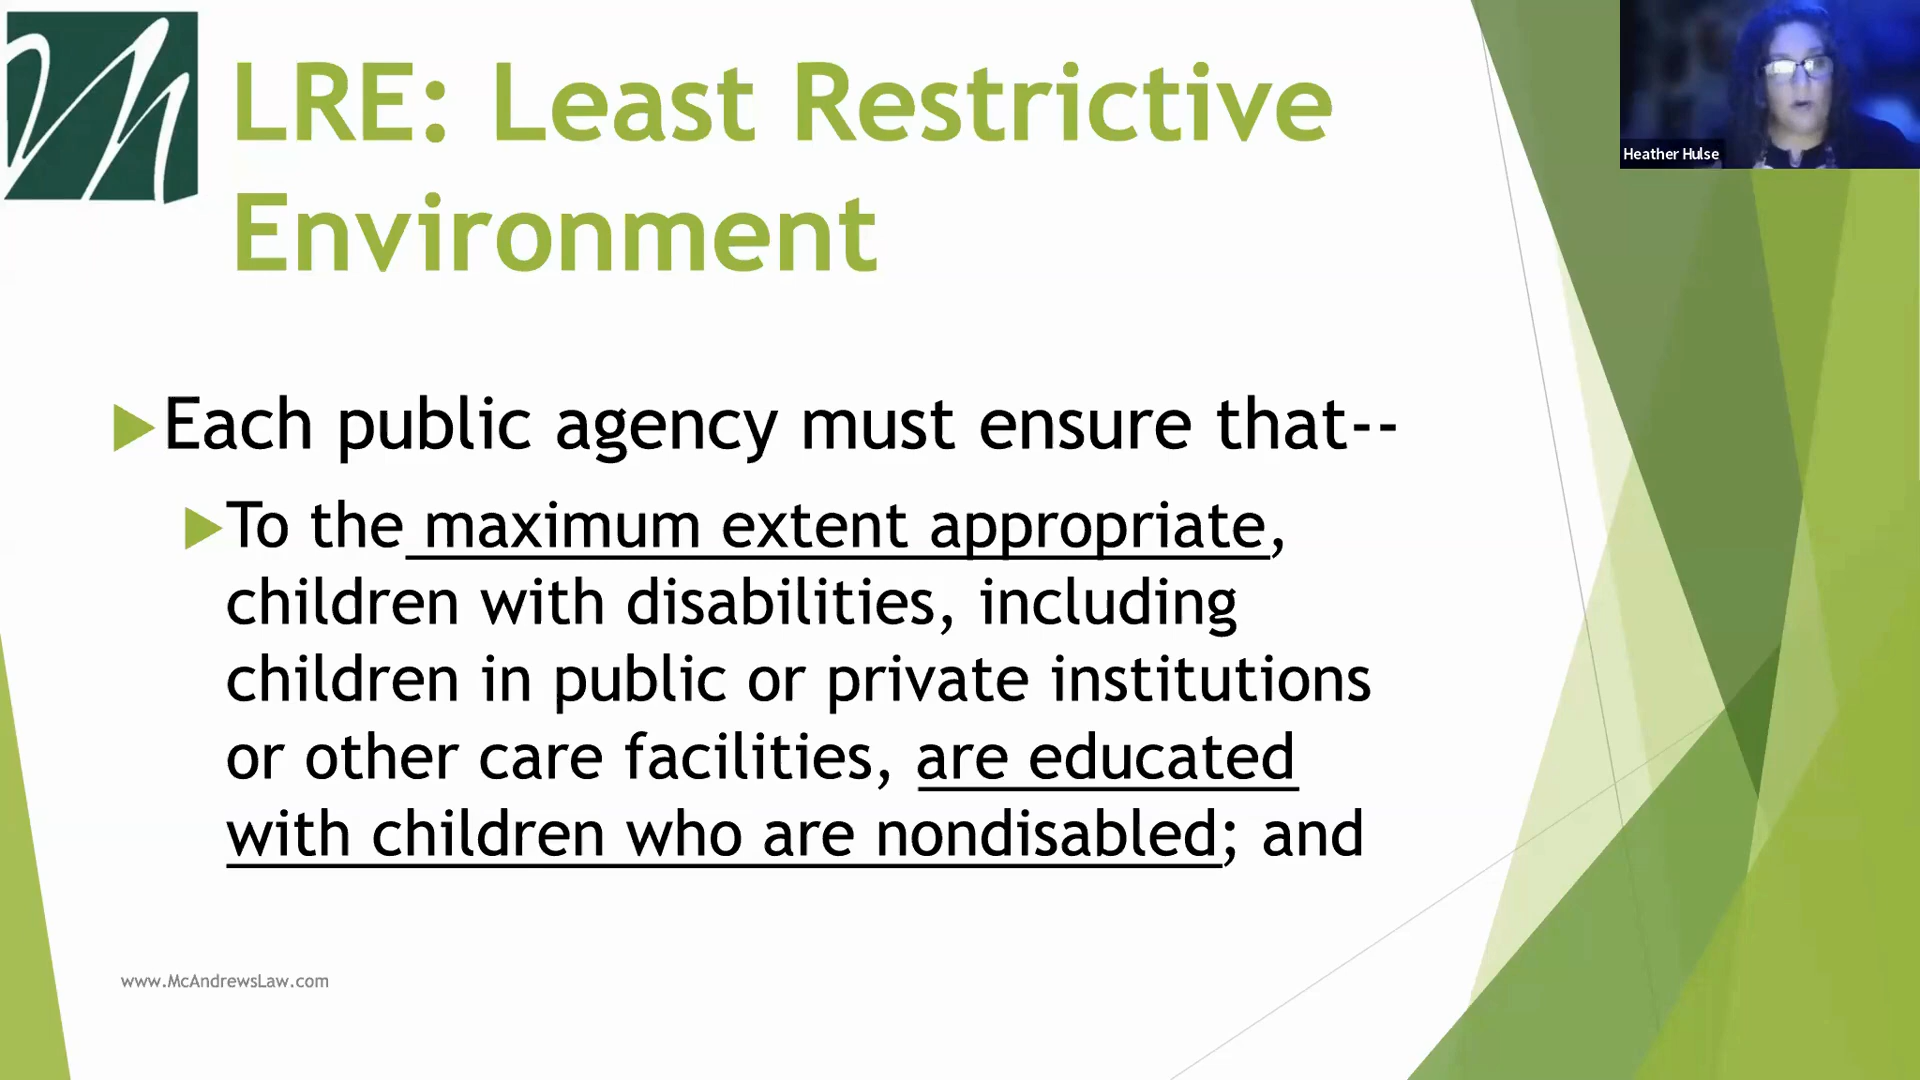 LRE: Least Restrictive
Environment
Heather Hulse
Each public agency must ensure that--
To the maximum extent appropriate,
children with disabilities, including
children in public or private institutions
or other care facilities, are educated
with children who are nondisabled; and
www.McAndrewsLaw.com